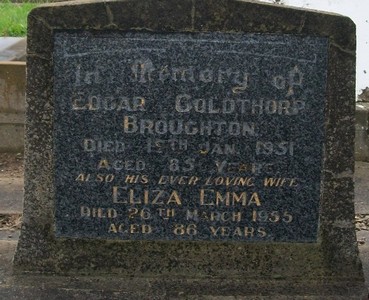 In Memory of
EDGAR GOLDTHORP
BROUGHTON
DIED 15TH JAN. 1951
AGED 85 YEARS
ALSO HIS EVER LOVING WIFE
ELIZA EMMA
DIED 26TH MARCH 1955
AGED 86 YEARS.